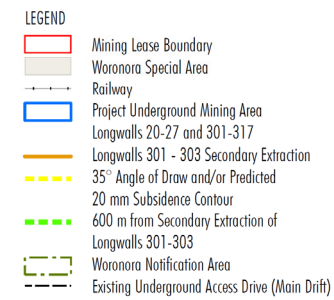 LEGEND
Mining Lease Boundary
Woronora Special Area
Railway
Project Underground Mining Area
Longwalls 20-27 and 301-317
Longwalls 301 - 303 Secondary Extraction
35° Angle of Draw and/or Predicted
20 mm Subsidence Contour
600 m from Secondary Extraction of
Longwalls 301-303
Woronora Notification Area
Existing Underground Access Drive (Main Drift)